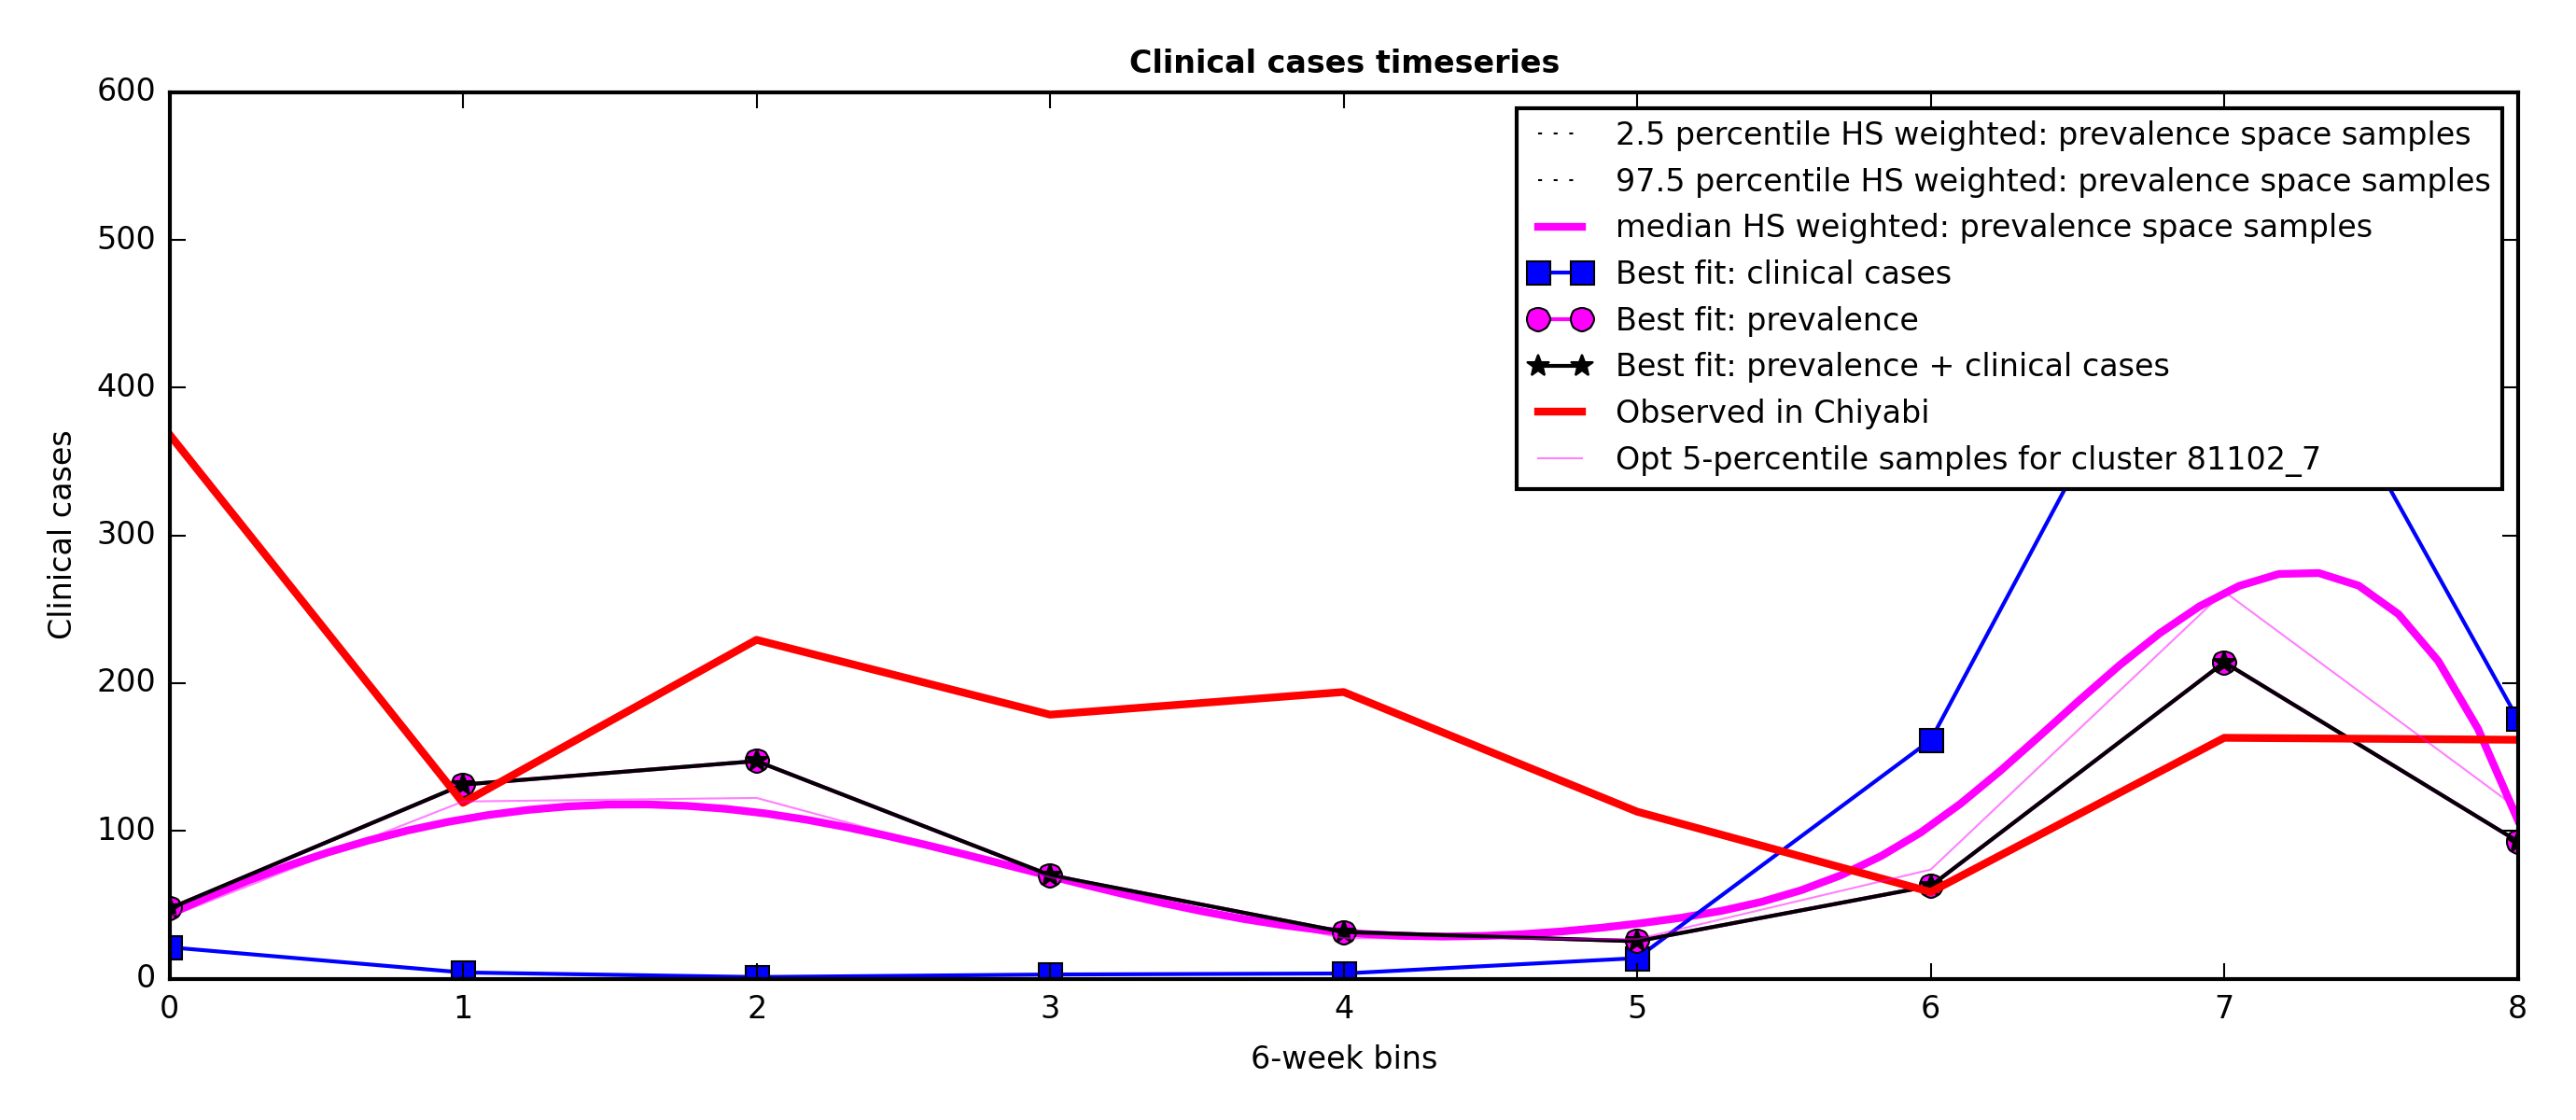 Clinical cases timeseries
600
500
400
300
200
100
0
Clinical cases
2.5 percentile HS weighted: prevalence space samples
97.5 percentile HS weighted: prevalence space samples
median HS weighted: prevalence space samples
Best fit: clinical cases
Best fit: prevalence
Best fit: prevalence + clinical cases
Observed in Chiyabi
Opt 5-percentile samples for cluster 81102_7
0 1 2 3 4 5 6 7 8
6-week bins